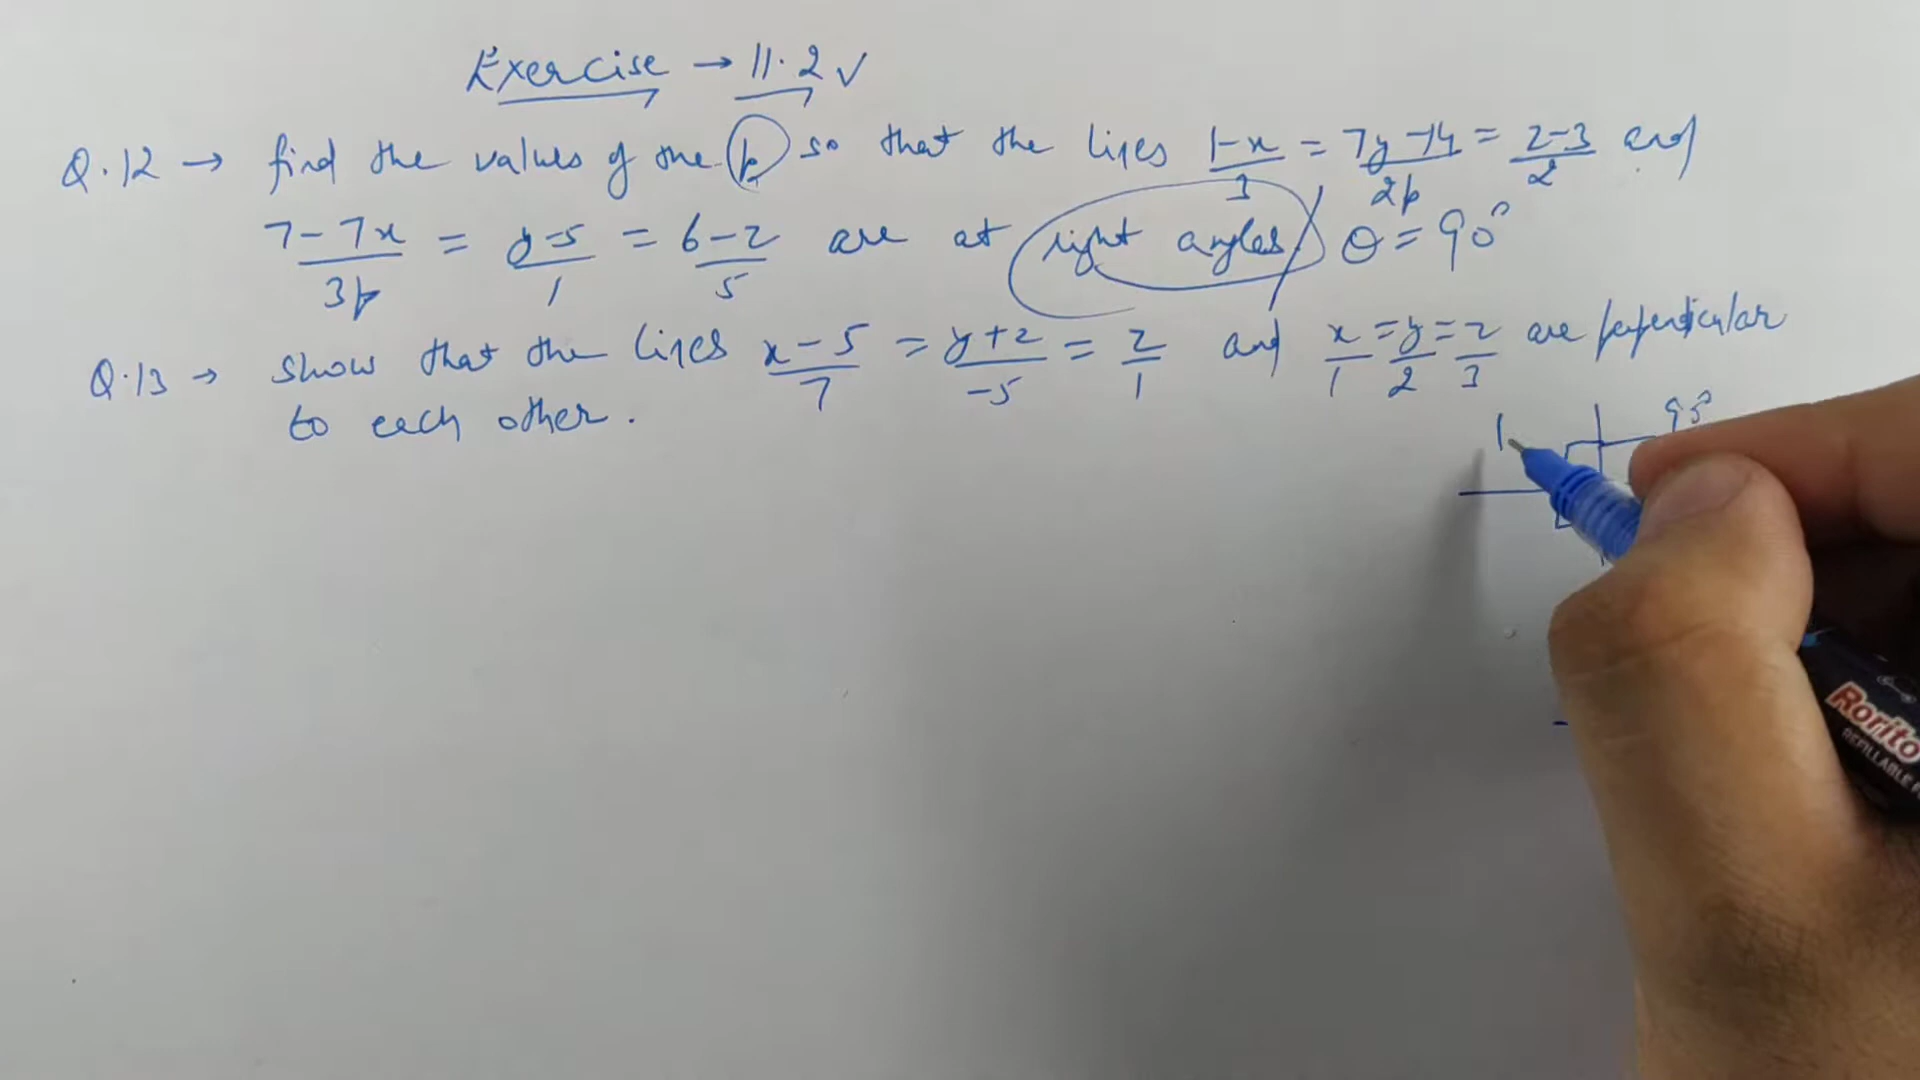 Exercise → 11.2 ✓
Q.12 → find the values of the p so that the lines 1-x/3 = 7y-14/2p = z-3/2 and
7-7x/3p = y-5/1 = 6-z/5 are at right angles / θ = 90°
Q.13 → show that the lines x-5/7 = y+2/-5 = z/1 and x/1 = y/2 = z/3 are perpendicular
to each other.
90°
Rorito
REFILLABLE